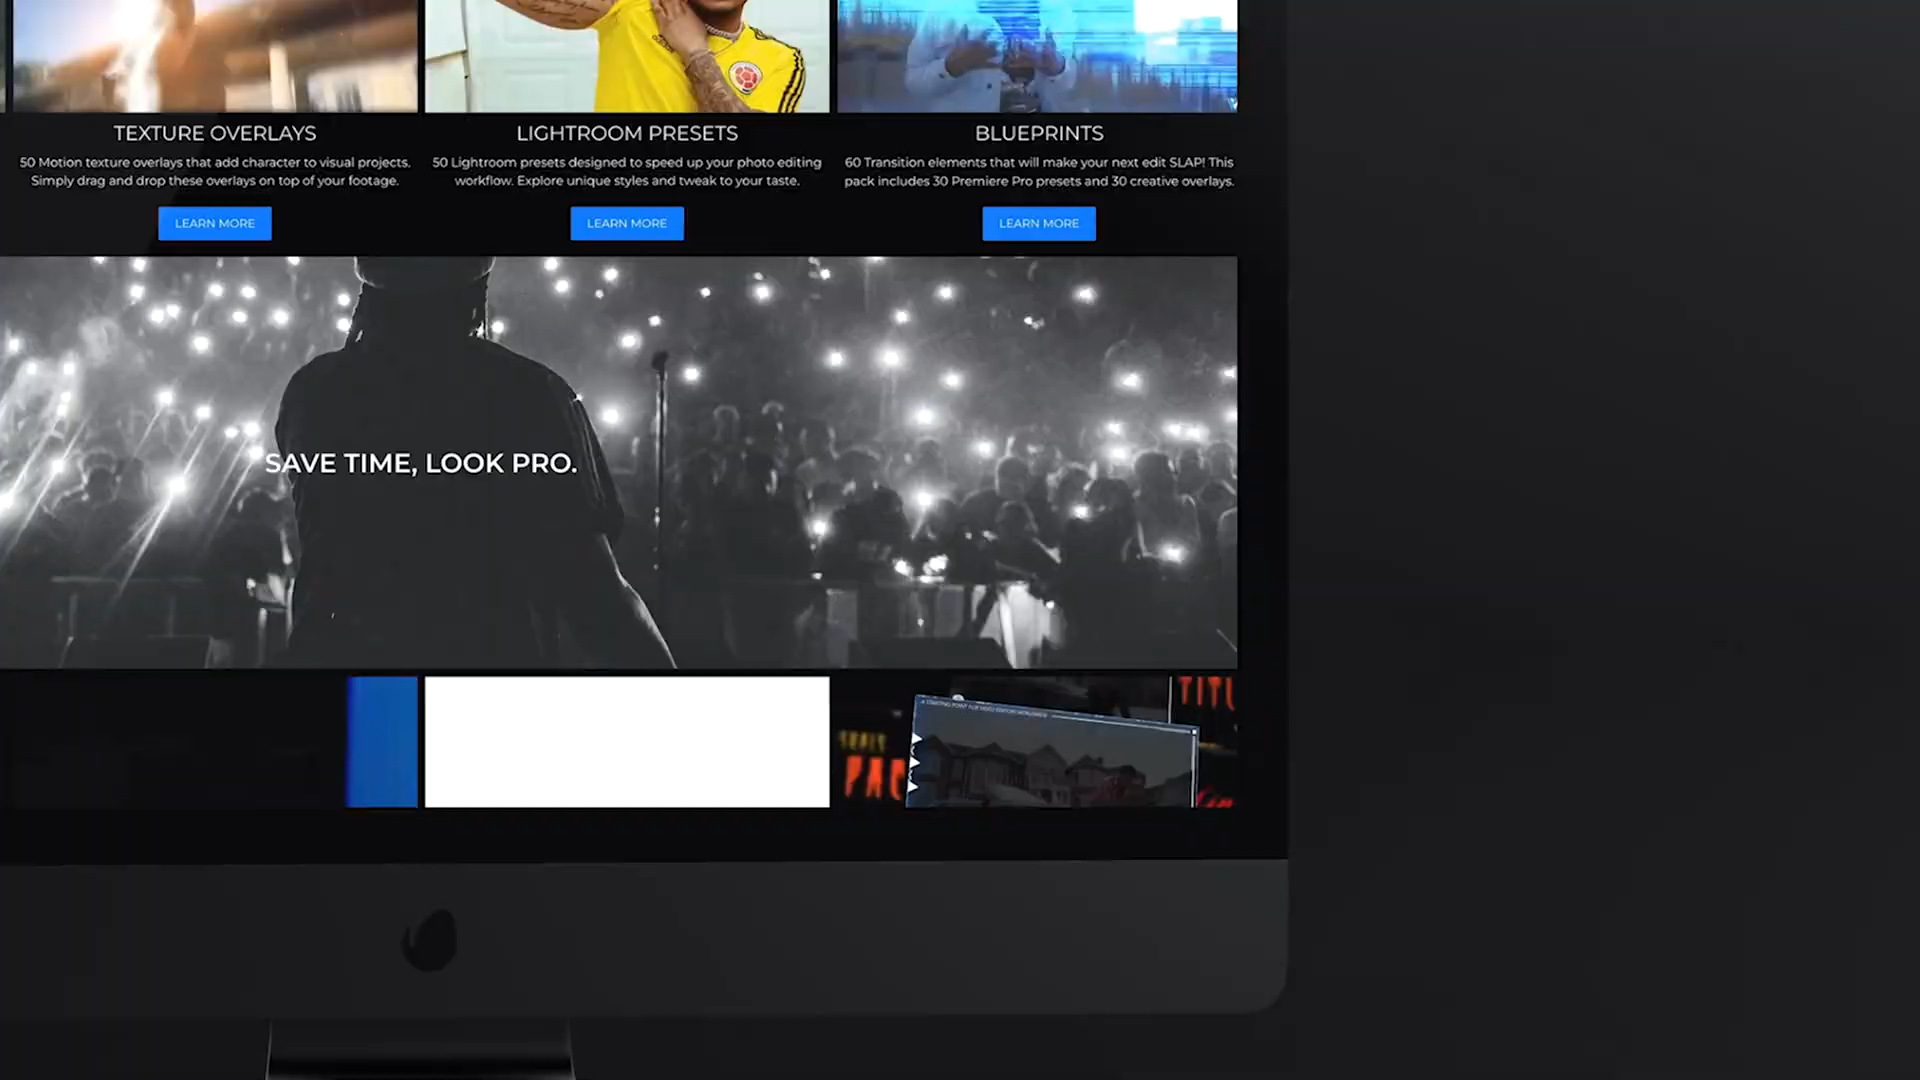 TEXTURE OVERLAYS
50 Motion texture overlays that add character to visual projects.
Simply drag and drop these overlays on top of your footage.
LEARN MORE
LIGHTROOM PRESETS
50 Lightroom presets designed to speed up your photo editing
workflow. Explore unique styles and tweak to your taste.
LEARN MORE
BLUEPRINTS
60 Transition elements that will make your next edit SLAP! This
pack includes 30 Premiere Pro presets and 30 creative overlays.
LEARN MORE
SAVE TIME, LOOK PRO.